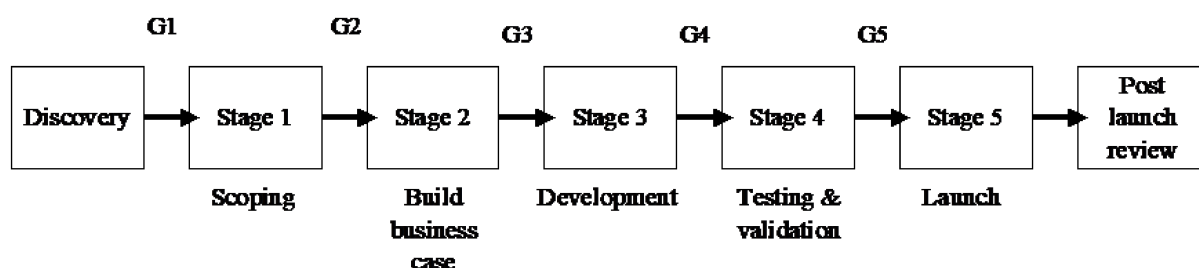 G1
G2
G3
G4
G5
Discovery
Stage 1
Stage 2
Stage 3
Stage 4
Stage 5
Post
launch
review
Scoping
Build
business
case
Development
Testing &
validation
Launch